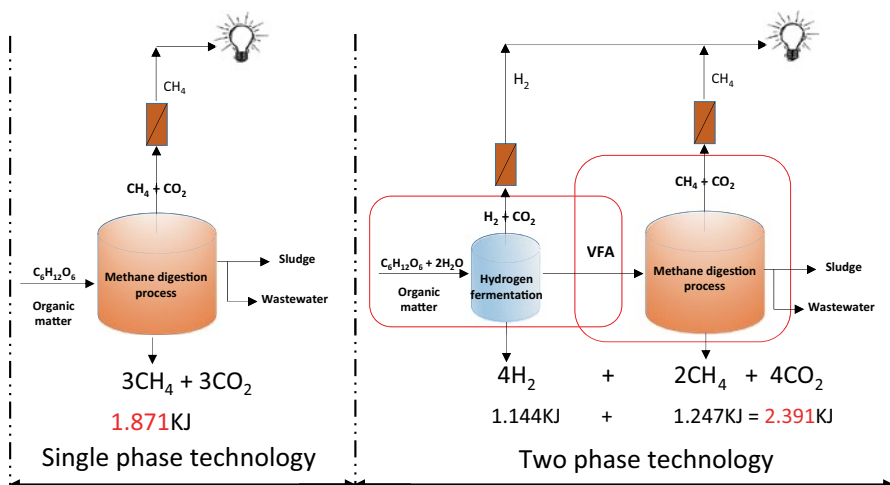 CH₄
CH₄ + CO₂
C₆H₁₂O₆
Organic
matter
Methane digestion
process
Sludge
Wastewater
3CH₄ + 3CO₂
1.871KJ
Single phase technology
H₂
CH₄
H₂ + CO₂
CH₄ + CO₂
C₆H₁₂O₆ + 2H₂O
Organic
matter
Hydrogen
fermentation
VFA
Methane digestion
process
Sludge
Wastewater
4H₂ + 2CH₄ + 4CO₂
1.144KJ + 1.247KJ = 2.391KJ
Two phase technology